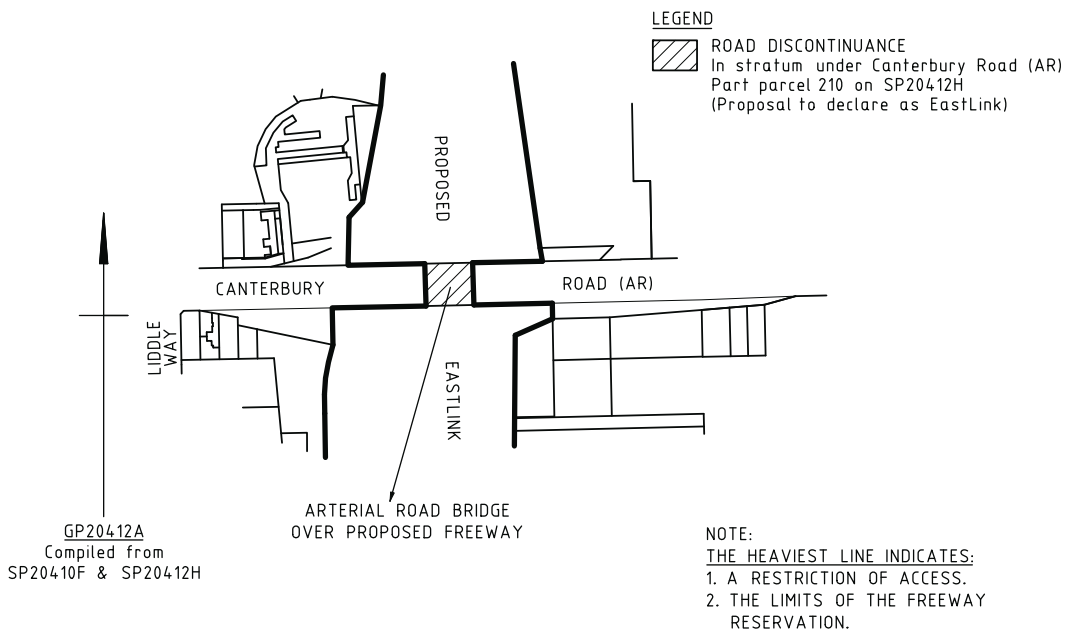 LEGEND
ROAD DISCONTINUANCE
In stratum under Canterbury Road (AR)
Part parcel 210 on SP20412H
(Proposal to declare as EastLink)
PROPOSED
CANTERBURY
ROAD (AR)
LIDDLE
WAY
EASTLINK
ARTERIAL ROAD BRIDGE
OVER PROPOSED FREEWAY
GP20412A
Compiled from
SP20410F & SP20412H
NOTE:
THE HEAVIEST LINE INDICATES:
1. A RESTRICTION OF ACCESS.
2. THE LIMITS OF THE FREEWAY
RESERVATION.